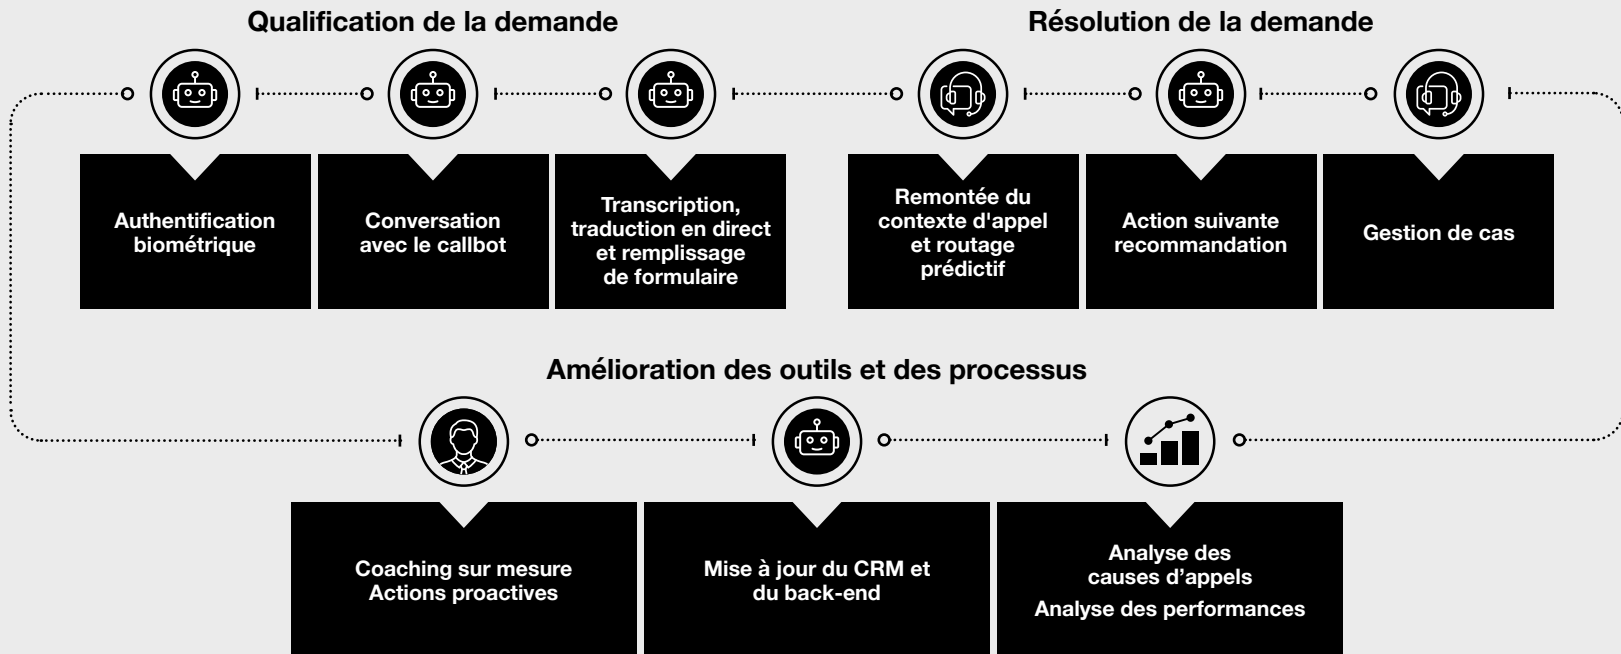 Qualification de la demande
Résolution de la demande
Authentification
biométrique
Conversation
avec le callbot
Transcription,
traduction en direct
et remplissage
de formulaire
Remontée du
contexte d'appel
et routage
prédictif
Action suivante
recommandation
Gestion de cas
Amélioration des outils et des processus
Coaching sur mesure
Actions proactives
Mise à jour du CRM et
du back-end
Analyse des
causes d’appels
Analyse des performances